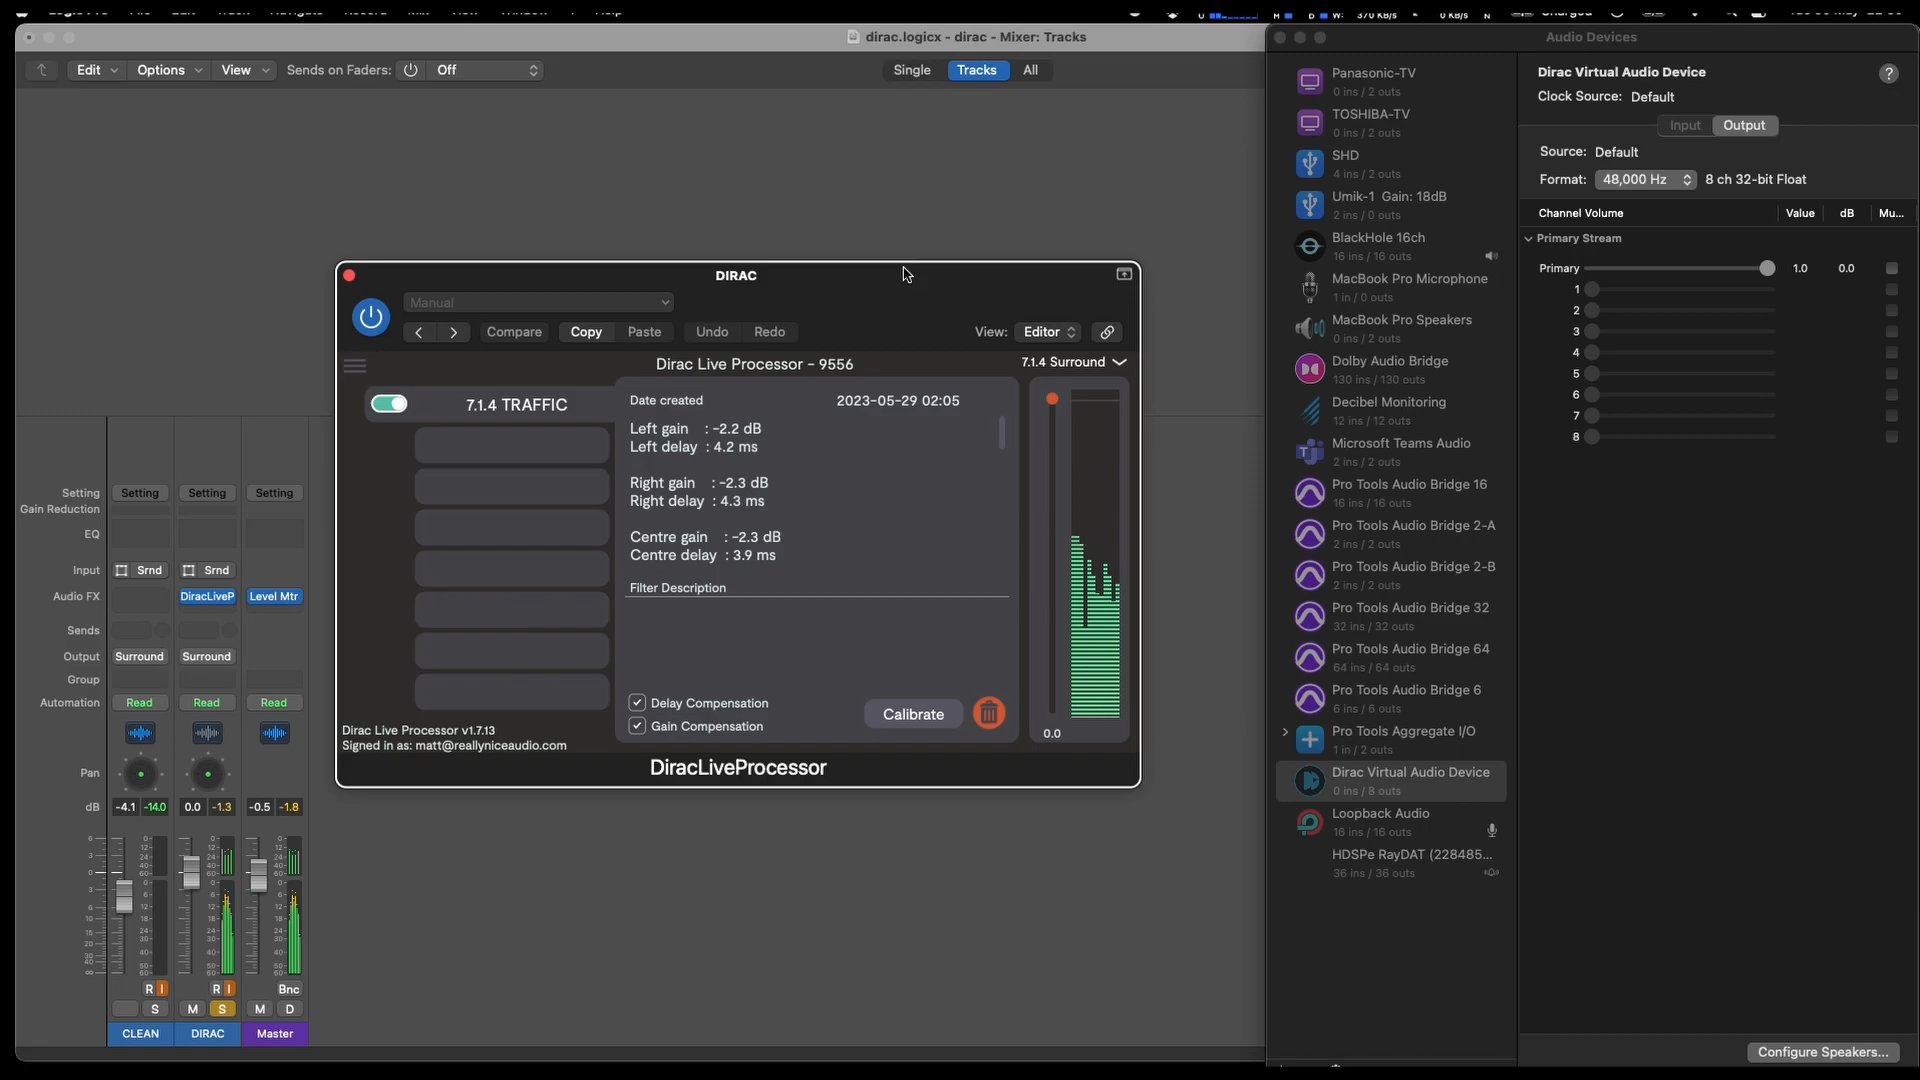 dirac.logicx - dirac - Mixer: Tracks
Edit
Options
View
Sends on Faders:
Off
Single
Tracks
All
DIRAC
Manual
Compare
Copy
Paste
Undo
Redo
View:
Editor
Dirac Live Processor - 9556
7.1.4 Surround
7.1.4 TRAFFIC
Date created
2023-05-29 02:05
Left gain : -2.2 dB
Left delay : 4.2 ms
Right gain : -2.3 dB
Right delay : 4.3 ms
Centre gain : -2.3 dB
Centre delay : 3.9 ms
Filter Description
Delay Compensation
Gain Compensation
Calibrate
0.0
Dirac Live Processor v1.7.13
Signed in as: matt@reallyniceaudio.com
DiracLiveProcessor
Setting
Setting
Setting
Setting
Gain Reduction
EQ
Input
Srnd
Srnd
Audio FX
DiracLiveP
Level Mtr
Sends
Output
Surround
Surround
Group
Automation
Read
Read
Read
Pan
dB
-4.1
-14.0
0.0
-1.3
-0.5
-1.8
R
I
R
I
Bnc
S
M
S
M
D
CLEAN
DIRAC
Master
Audio Devices
Panasonic-TV
0 ins / 2 outs
TOSHIBA-TV
0 ins / 2 outs
SHD
4 ins / 2 outs
Umik-1 Gain: 18dB
2 ins / 0 outs
BlackHole 16ch
16 ins / 16 outs
MacBook Pro Microphone
1 in / 0 outs
MacBook Pro Speakers
0 ins / 2 outs
Dolby Audio Bridge
130 ins / 130 outs
Decibel Monitoring
12 ins / 12 outs
Microsoft Teams Audio
2 ins / 2 outs
Pro Tools Audio Bridge 16
16 ins / 16 outs
Pro Tools Audio Bridge 2-A
2 ins / 2 outs
Pro Tools Audio Bridge 2-B
2 ins / 2 outs
Pro Tools Audio Bridge 32
32 ins / 32 outs
Pro Tools Audio Bridge 64
64 ins / 64 outs
Pro Tools Audio Bridge 6
6 ins / 6 outs
Pro Tools Aggregate I/O
1 in / 2 outs
Dirac Virtual Audio Device
0 ins / 8 outs
Loopback Audio
16 ins / 16 outs
HDSPe RayDAT (228485...
36 ins / 36 outs
Dirac Virtual Audio Device
?
Clock Source: Default
Input
Output
Source: Default
Format: 48,000 Hz 8 ch 32-bit Float
Channel Volume
Value
dB
Mu...
Primary Stream
Primary
1.0
0.0
1
2
3
4
5
6
7
8
Configure Speakers...